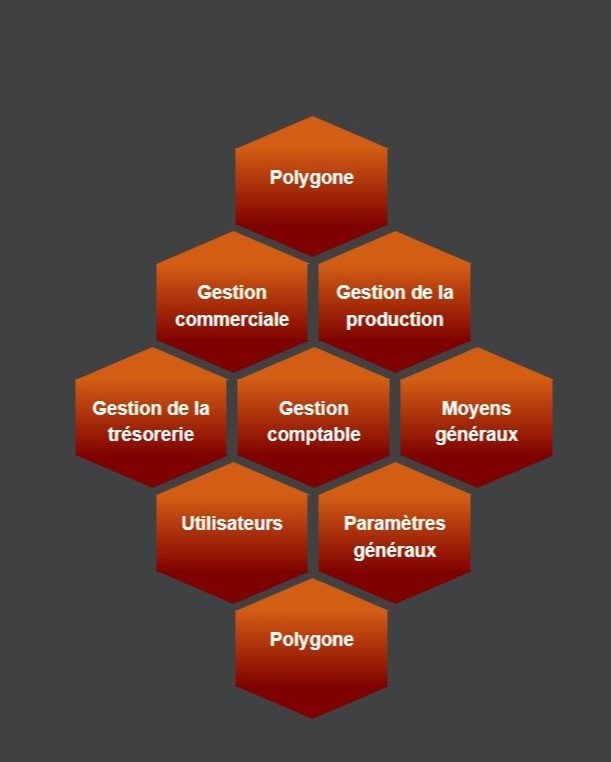 Polygone
Gestion
commerciale
Gestion de la
production
Gestion de la
trésorerie
Gestion
comptable
Moyens
généraux
Utilisateurs
Paramètres
généraux
Polygone